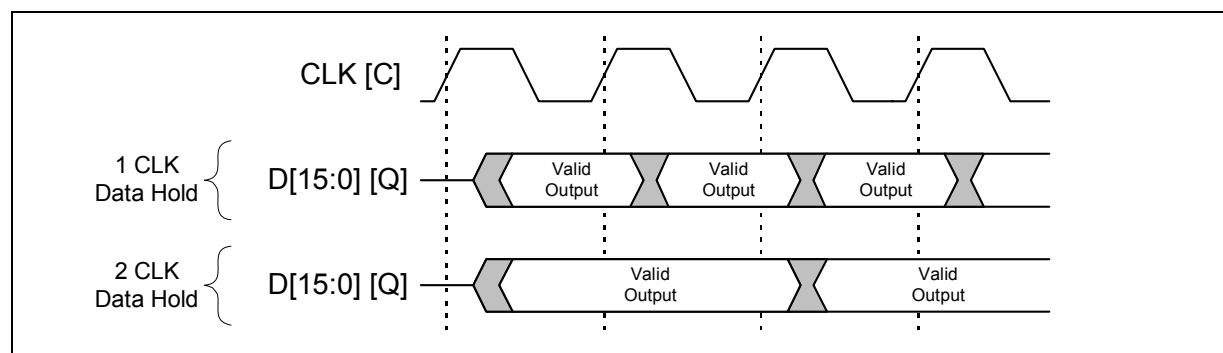 CLK [C]
1 CLK
Data Hold
D[15:0] [Q]
Valid
Output
Valid
Output
Valid
Output
2 CLK
Data Hold
D[15:0] [Q]
Valid
Output
Valid
Output